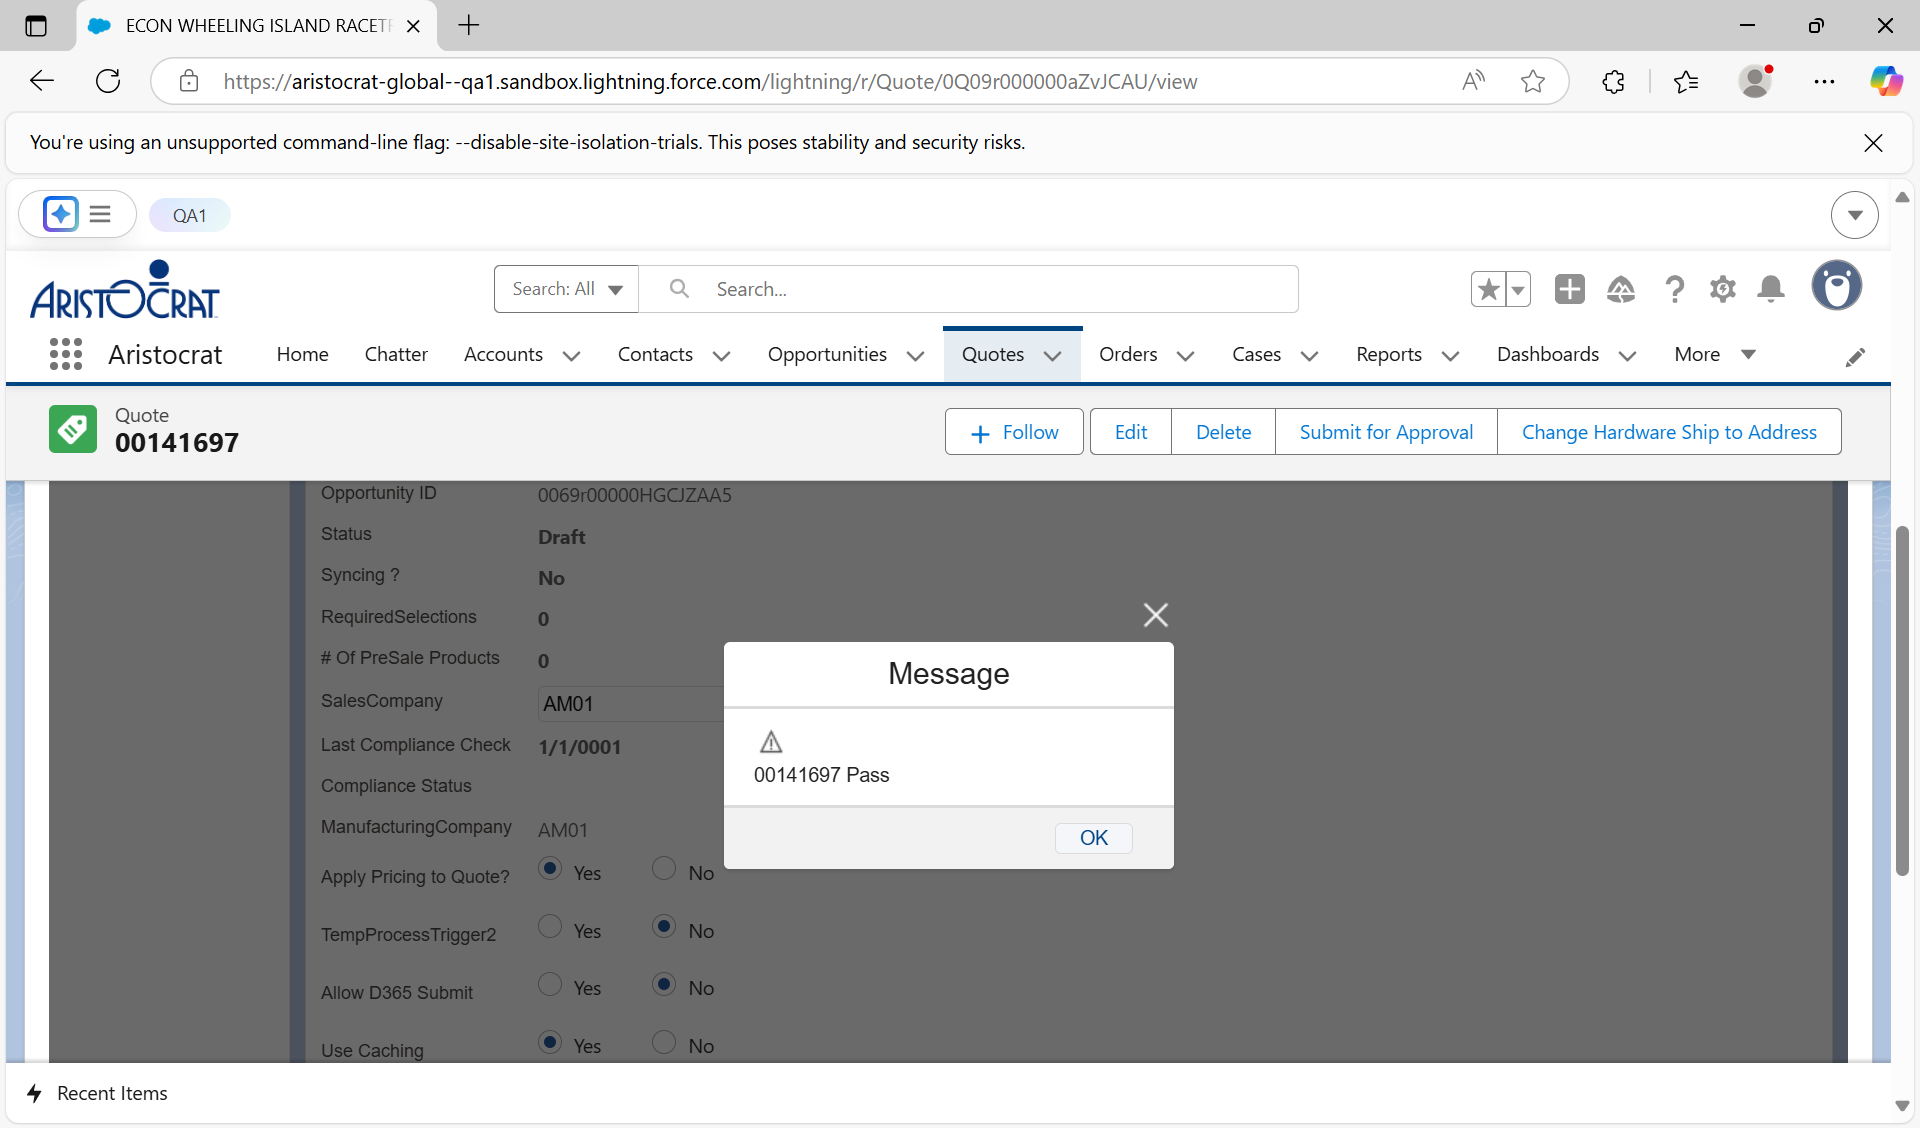 ECON WHEELING ISLAND RACETR
https://aristocrat-global--qa1.sandbox.lightning.force.com/lightning/r/Quote/0Q09r000000aZvJCAU/view
You're using an unsupported command-line flag: --disable-site-isolation-trials. This poses stability and security risks.
QA1
ARISTOCRAT
Search: All
Search...
Aristocrat
Home
Chatter
Accounts
Contacts
Opportunities
Quotes
Orders
Cases
Reports
Dashboards
More
Quote
00141697
Follow
Edit
Delete
Submit for Approval
Change Hardware Ship to Address
Opportunity ID 0069r00000HGCJZAA5
Status Draft
Syncing ? No
RequiredSelections 0
# Of PreSale Products 0
SalesCompany AM01
Last Compliance Check 1/1/0001
Compliance Status
ManufacturingCompany AM01
Apply Pricing to Quote? Yes No
TempProcessTrigger2 Yes No
Allow D365 Submit Yes No
Use Caching Yes No
Message
00141697 Pass
OK
Recent Items